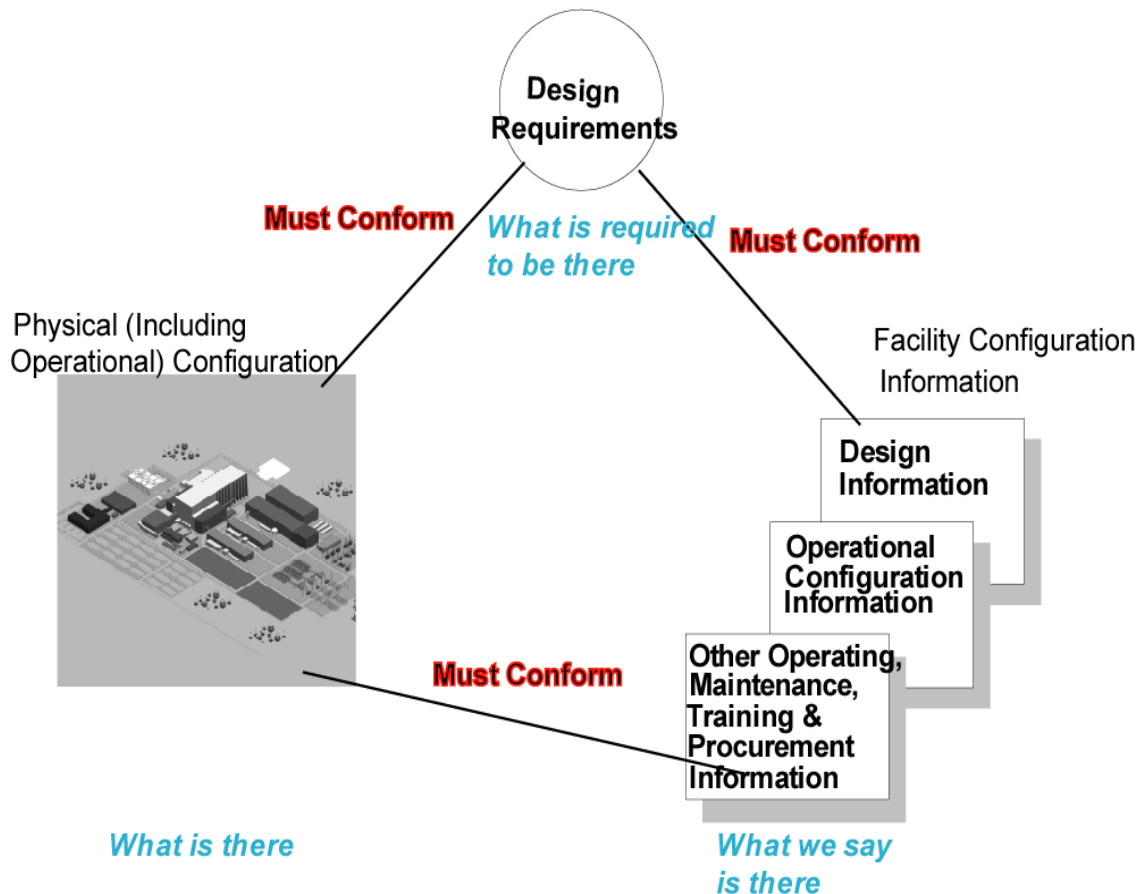 Design
Requirements
Must Conform
What is required
to be there
Must Conform
Physical (Including
Operational) Configuration
Facility Configuration
Information
Design
Information
Operational
Configuration
Information
Other Operating,
Maintenance,
Training &
Procurement
Information
Must Conform
What is there
What we say
is there